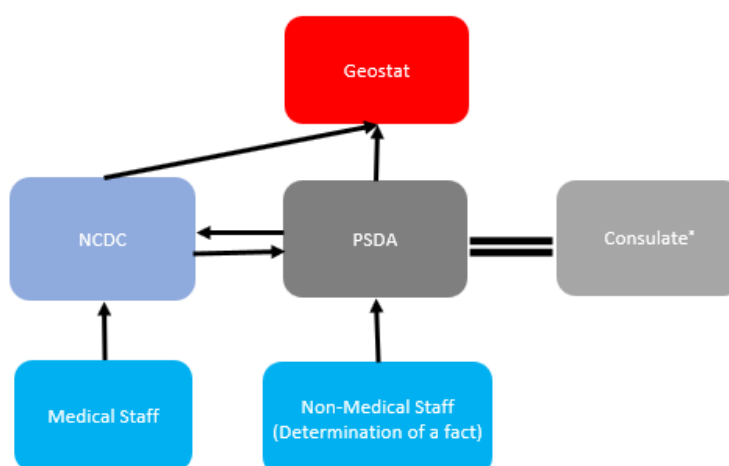 Geostat
NCDC
PSDA
Consulate*
Medical Staff
Non-Medical Staff
(Determination of a fact)